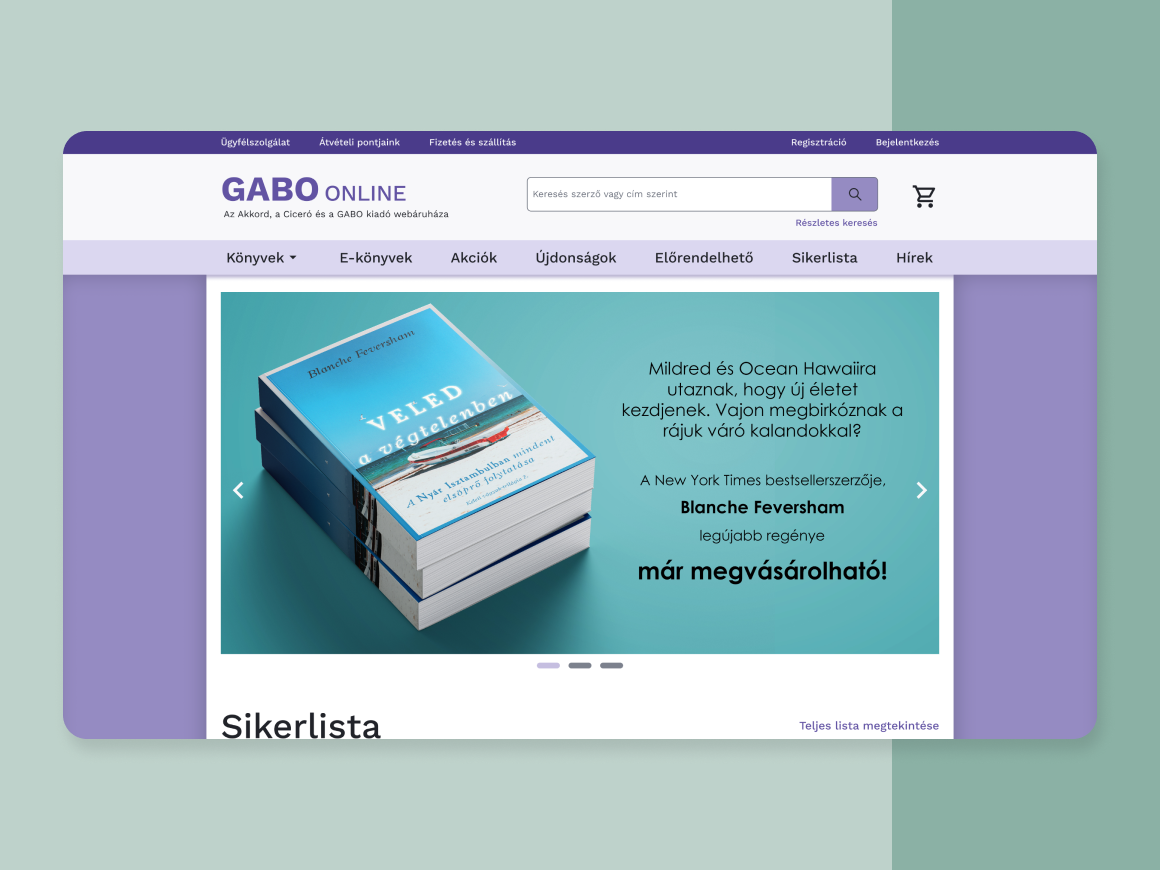 Ügyfélszolgálat Átvételi pontjaink Fizetés és szállítás Regisztráció Bejelentkezés
GABO ONLINE
Az Akkord, a Ciceró és a GABO kiadó webáruháza
Keresés szerző vagy cím szerint
Részletes keresés
Könyvek E-könyvek Akciók Újdonságok Előrendelhető Sikerlista Hírek
Blanche Feversham
VELED
a végtelenben
A Nyár Isztambulban mindent
elsöprő folytatása
Mildred és Ocean Hawaiira
utaznak, hogy új életet
kezdjenek. Vajon megbirkóznak a
rájuk váró kalandokkal?
A New York Times bestsellerszerzője,
Blanche Feversham
legújabb regénye
már megvásárolható!
Sikerlista
Teljes lista megtekintése